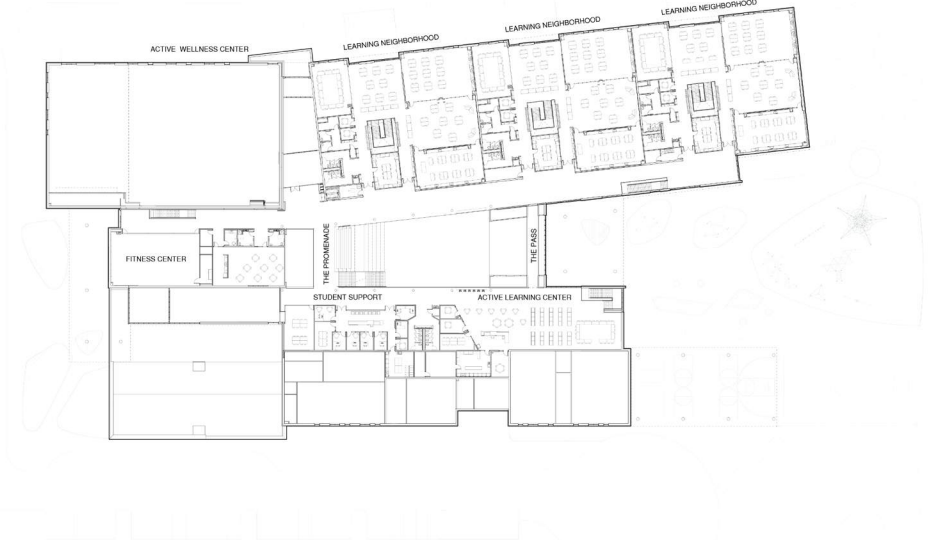 LEARNING NEIGHBORHOOD
LEARNING NEIGHBORHOOD
LEARNING NEIGHBORHOOD
ACTIVE WELLNESS CENTER
FITNESS CENTER
THE PROMENADE
THE PASS
STUDENT SUPPORT
ACTIVE LEARNING CENTER